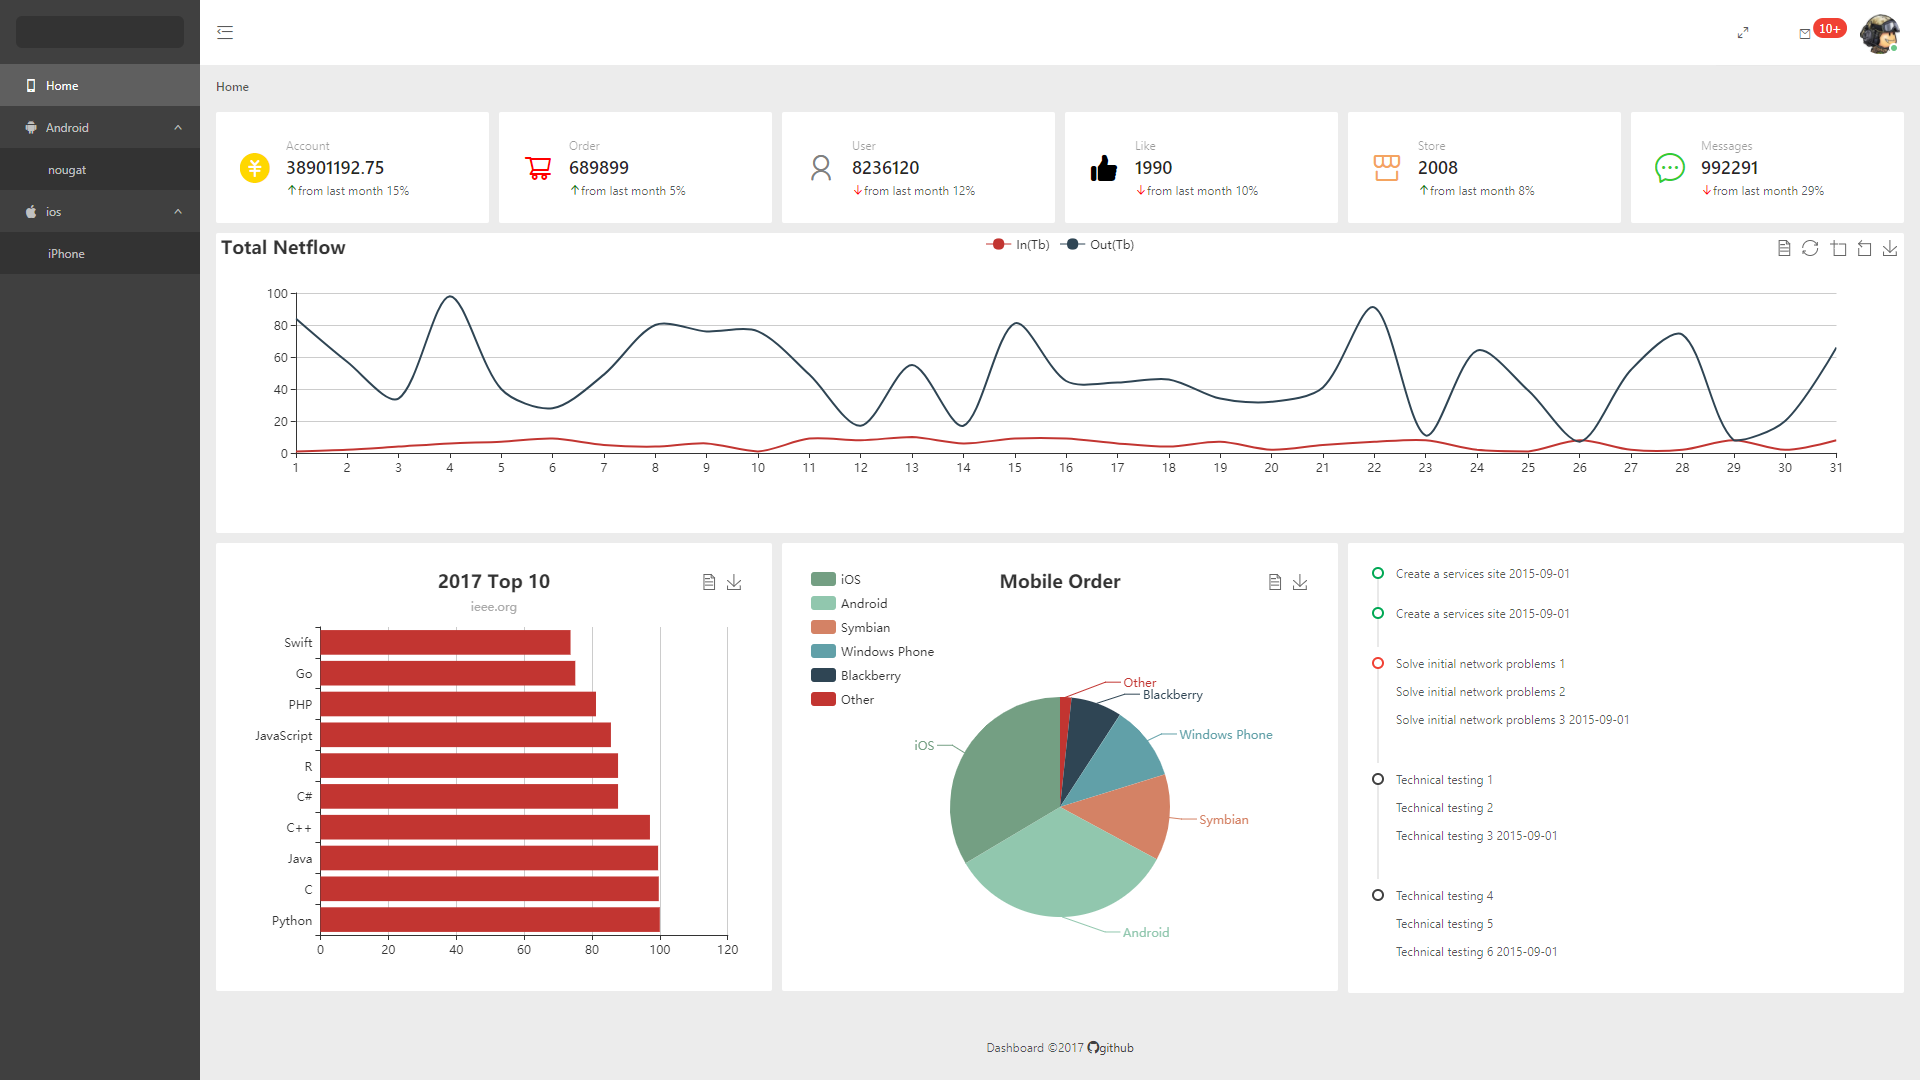 Home
Android
nougat
ios
iPhone
10+
Home
Account
38901192.75
from last month 15%
Order
689899
from last month 5%
User
8236120
from last month 12%
Like
1990
from last month 10%
Store
2008
from last month 8%
Messages
992291
from last month 29%
Total Netflow
In(Tb) Out(Tb)
100
80
60
40
20
0
1 2 3 4 5 6 7 8 9 10 11 12 13 14 15 16 17 18 19 20 21 22 23 24 25 26 27 28 29 30 31
2017 Top 10
ieee.org
Swift
Go
PHP
JavaScript
R
C#
C++
Java
C
Python
0 20 40 60 80 100 120
Mobile Order
iOS
Android
Symbian
Windows Phone
Blackberry
Other
Other
Blackberry
Windows Phone
iOS
Symbian
Android
Create a services site 2015-09-01
Create a services site 2015-09-01
Solve initial network problems 1
Solve initial network problems 2
Solve initial network problems 3 2015-09-01
Technical testing 1
Technical testing 2
Technical testing 3 2015-09-01
Technical testing 4
Technical testing 5
Technical testing 6 2015-09-01
Dashboard ©2017 github